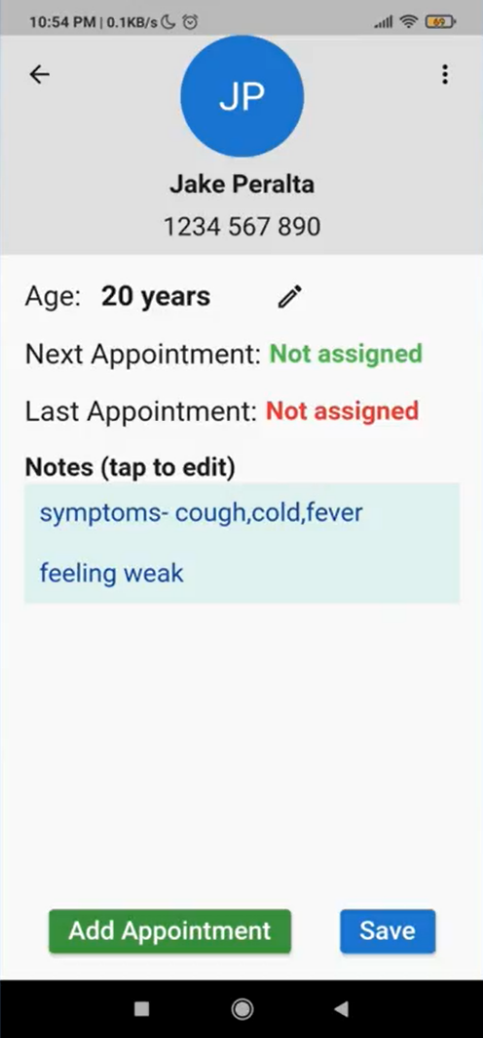 10:54 PM | 0.1KB/s
69
JP
Jake Peralta
1234 567 890
Age: 20 years
Next Appointment: Not assigned
Last Appointment: Not assigned
Notes (tap to edit)
symptoms- cough,cold,fever
feeling weak
Add Appointment
Save